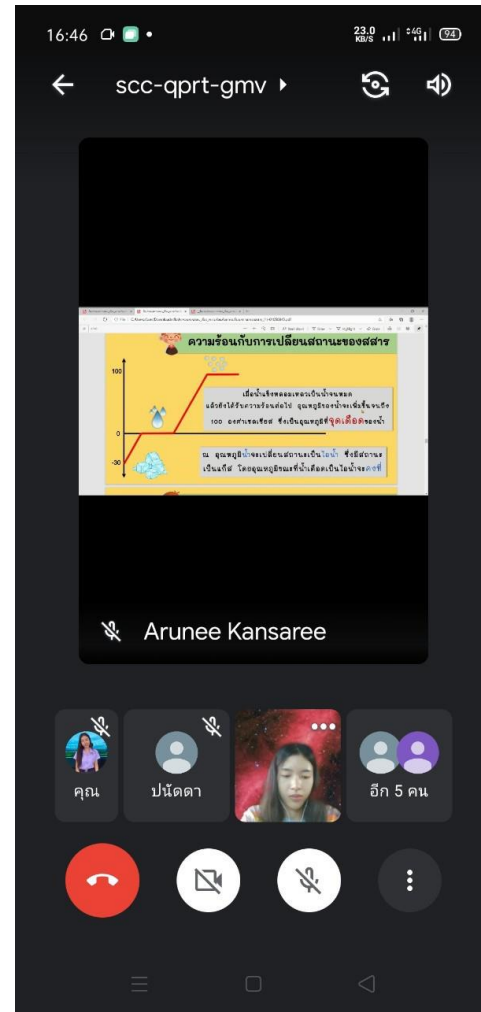 16:46
23.0 KB/S
4G
94
scc-qprt-gmv
ความร้อนกับการเปลี่ยนสถานะของสสาร
100
เมื่อน้ำแข็งหลอมเหลวเป็นน้ำจนหมด
แล้วยังได้รับความร้อนต่อไป อุณหภูมิของน้ำจะเพิ่มขึ้นจนถึง
100 องศาเซลเซียส ซึ่งเป็นอุณหภูมิที่จุดเดือดของน้ำ
0
ณ อุณหภูมิน้ำจะเปลี่ยนสถานะเป็นไอน้ำ ซึ่งมีสถานะ
เป็นแก๊ส โดยอุณหภูมิขณะที่น้ำเดือดเป็นไอน้ำจะคงที่
-30
Arunee Kansaree
คุณ
ปนัดดา
อีก 5 คน